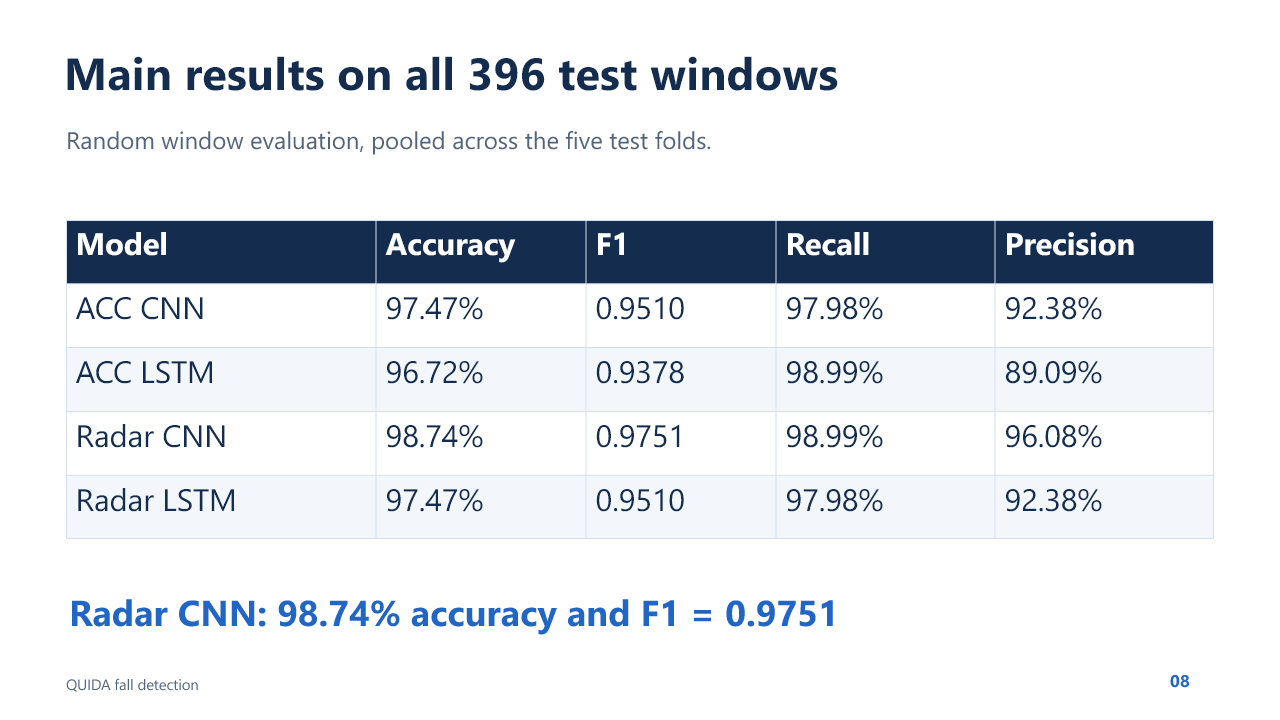 Main results on all 396 test windows
Random window evaluation, pooled across the five test folds.
Model Accuracy F1 Recall Precision
ACC CNN 97.47% 0.9510 97.98% 92.38%
ACC LSTM 96.72% 0.9378 98.99% 89.09%
Radar CNN 98.74% 0.9751 98.99% 96.08%
Radar LSTM 97.47% 0.9510 97.98% 92.38%
Radar CNN: 98.74% accuracy and F1 = 0.9751
QUIDA fall detection 08